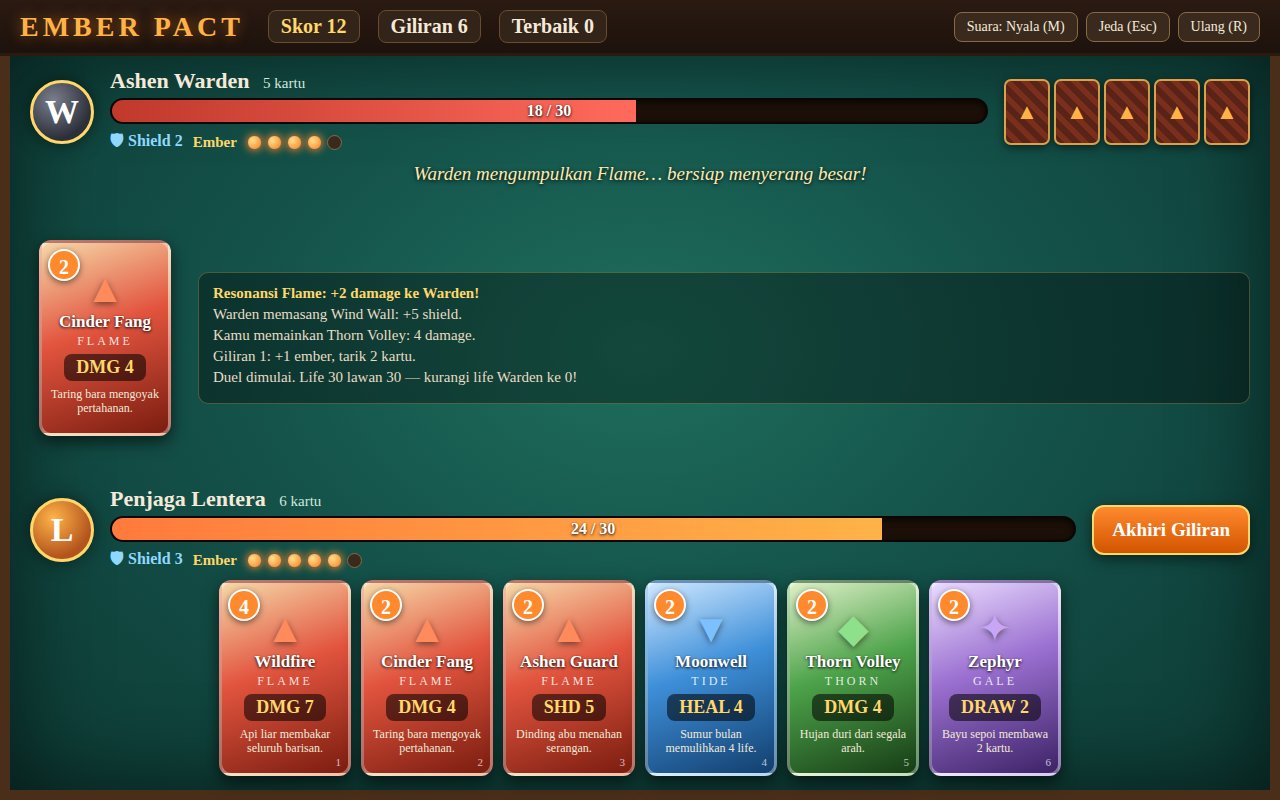 EMBER PACT
Skor 12
Giliran 6
Terbaik 0
Suara: Nyala (M)
Jeda (Esc)
Ulang (R)
W
Ashen Warden
5 kartu
18 / 30
Shield 2
Ember
Warden mengumpulkan Flame… bersiap menyerang besar!
2
Cinder Fang
FLAME
DMG 4
Taring bara mengoyak
pertahanan.
Resonansi Flame: +2 damage ke Warden!
Warden memasang Wind Wall: +5 shield.
Kamu memainkan Thorn Volley: 4 damage.
Giliran 1: +1 ember, tarik 2 kartu.
Duel dimulai. Life 30 lawan 30 — kurangi life Warden ke 0!
L
Penjaga Lentera
6 kartu
24 / 30
Shield 3
Ember
Akhiri Giliran
4
Wildfire
FLAME
DMG 7
Api liar membakar
seluruh barisan.
1
2
Cinder Fang
FLAME
DMG 4
Taring bara mengoyak
pertahanan.
2
2
Ashen Guard
FLAME
SHD 5
Dinding abu menahan
serangan.
3
2
Moonwell
TIDE
HEAL 4
Sumur bulan
memulihkan 4 life.
4
2
Thorn Volley
THORN
DMG 4
Hujan duri dari segala
arah.
5
2
Zephyr
GALE
DRAW 2
Bayu sepoi membawa
2 kartu.
6